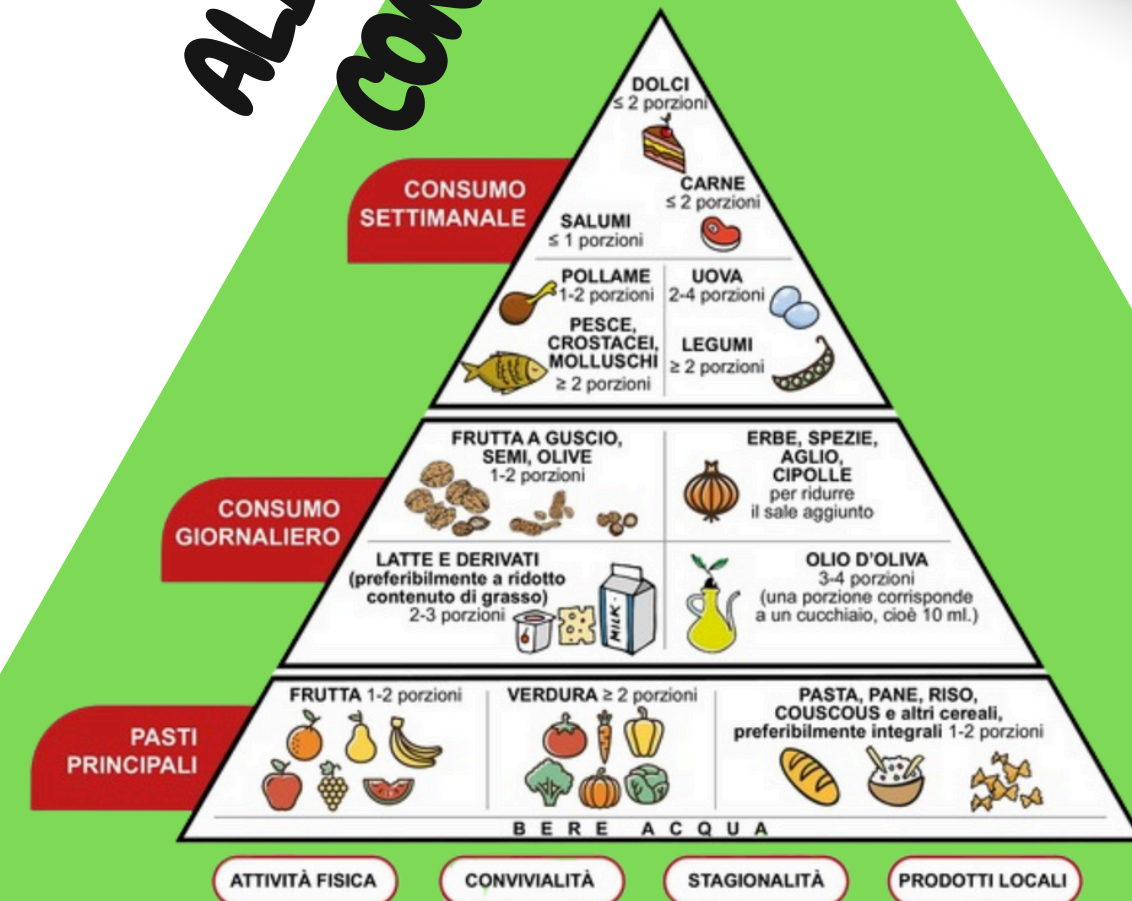 DOLCI
≤ 2 porzioni
CARNE
≤ 2 porzioni
SALUMI
≤ 1 porzioni
CONSUMO
SETTIMANALE
POLLAME
1-2 porzioni
UOVA
2-4 porzioni
PESCE,
CROSTACEI,
MOLLUSCHI
≥ 2 porzioni
LEGUMI
≥ 2 porzioni
CONSUMO
GIORNALIERO
FRUTTA A GUSCIO,
SEMI, OLIVE
1-2 porzioni
ERBE, SPEZIE,
AGLIO,
CIPOLLE
per ridurre
il sale aggiunto
LATTE E DERIVATI
(preferibilmente a ridotto
contenuto di grasso)
2-3 porzioni
MILK
OLIO D'OLIVA
3-4 porzioni
(una porzione corrisponde
a un cucchiaio, cioè 10 ml.)
PASTI
PRINCIPALI
FRUTTA 1-2 porzioni
VERDURA ≥ 2 porzioni
PASTA, PANE, RISO,
COUSCOUS e altri cereali,
preferibilmente integrali 1-2 porzioni
BERE ACQUA
ATTIVITÀ FISICA
CONVIVIALITÀ
STAGIONALITÀ
PRODOTTI LOCALI